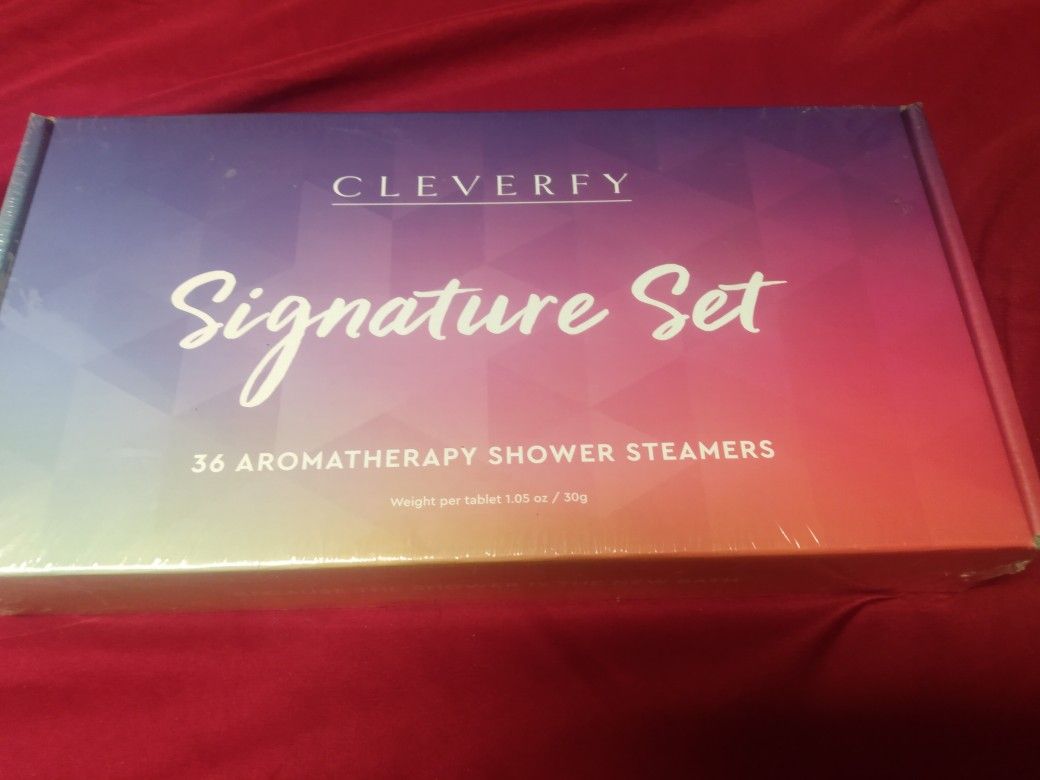 CLEVERFY
Signature Set
36 AROMATHERAPY SHOWER STEAMERS
Weight per tablet 1.05 oz / 30g